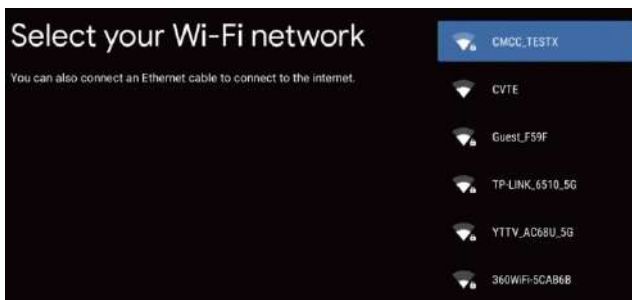 Select your Wi-Fi network
You can also connect an Ethernet cable to connect to the internet.
CMCC_TESTX
CVTE
Guest_F59F
TP-LINK_6510_5G
YTTV_AC68U_5G
360WiFi-5CAB6B